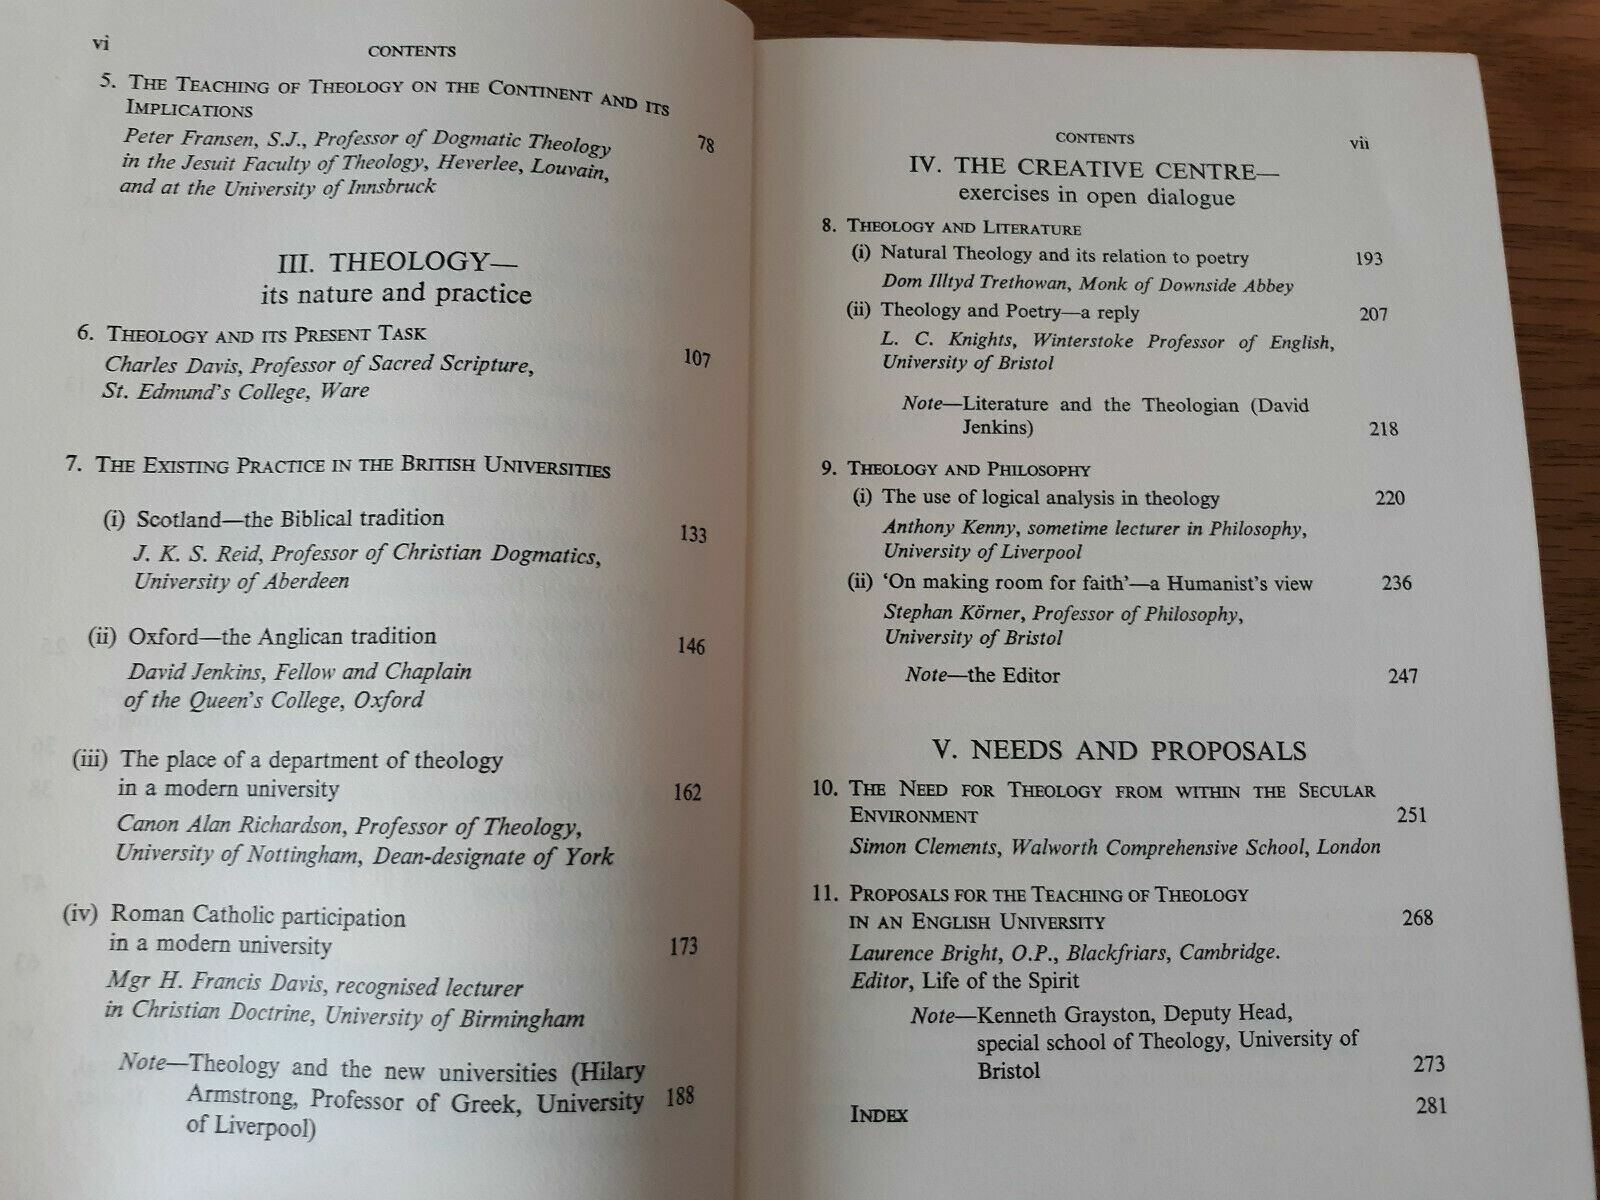 vi
CONTENTS
5. THE TEACHING OF THEOLOGY ON THE CONTINENT AND ITS
IMPLICATIONS
Peter Fransen, S.J., Professor of Dogmatic Theology 78
in the Jesuit Faculty of Theology, Heverlee, Louvain,
and at the University of Innsbruck
III. THEOLOGY—
its nature and practice
6. THEOLOGY AND ITS PRESENT TASK
Charles Davis, Professor of Sacred Scripture, 107
St. Edmund's College, Ware
7. THE EXISTING PRACTICE IN THE BRITISH UNIVERSITIES
(i) Scotland—the Biblical tradition 133
J. K. S. Reid, Professor of Christian Dogmatics,
University of Aberdeen
(ii) Oxford—the Anglican tradition 146
David Jenkins, Fellow and Chaplain
of the Queen's College, Oxford
(iii) The place of a department of theology
in a modern university 162
Canon Alan Richardson, Professor of Theology,
University of Nottingham, Dean-designate of York
(iv) Roman Catholic participation
in a modern university 173
Mgr H. Francis Davis, recognised lecturer
in Christian Doctrine, University of Birmingham
Note—Theology and the new universities (Hilary
Armstrong, Professor of Greek, University 188
of Liverpool)
CONTENTS vii
IV. THE CREATIVE CENTRE—
exercises in open dialogue
8. THEOLOGY AND LITERATURE
(i) Natural Theology and its relation to poetry 193
Dom Illtyd Trethowan, Monk of Downside Abbey
(ii) Theology and Poetry—a reply 207
L. C. Knights, Winterstoke Professor of English,
University of Bristol
Note—Literature and the Theologian (David
Jenkins) 218
9. THEOLOGY AND PHILOSOPHY
(i) The use of logical analysis in theology 220
Anthony Kenny, sometime lecturer in Philosophy,
University of Liverpool
(ii) 'On making room for faith'—a Humanist's view 236
Stephan Körner, Professor of Philosophy,
University of Bristol
Note—the Editor 247
V. NEEDS AND PROPOSALS
10. THE NEED FOR THEOLOGY FROM WITHIN THE SECULAR
ENVIRONMENT 251
Simon Clements, Walworth Comprehensive School, London
11. PROPOSALS FOR THE TEACHING OF THEOLOGY
IN AN ENGLISH UNIVERSITY 268
Laurence Bright, O.P., Blackfriars, Cambridge.
Editor, Life of the Spirit
Note—Kenneth Grayston, Deputy Head,
special school of Theology, University of
Bristol 273
INDEX 281